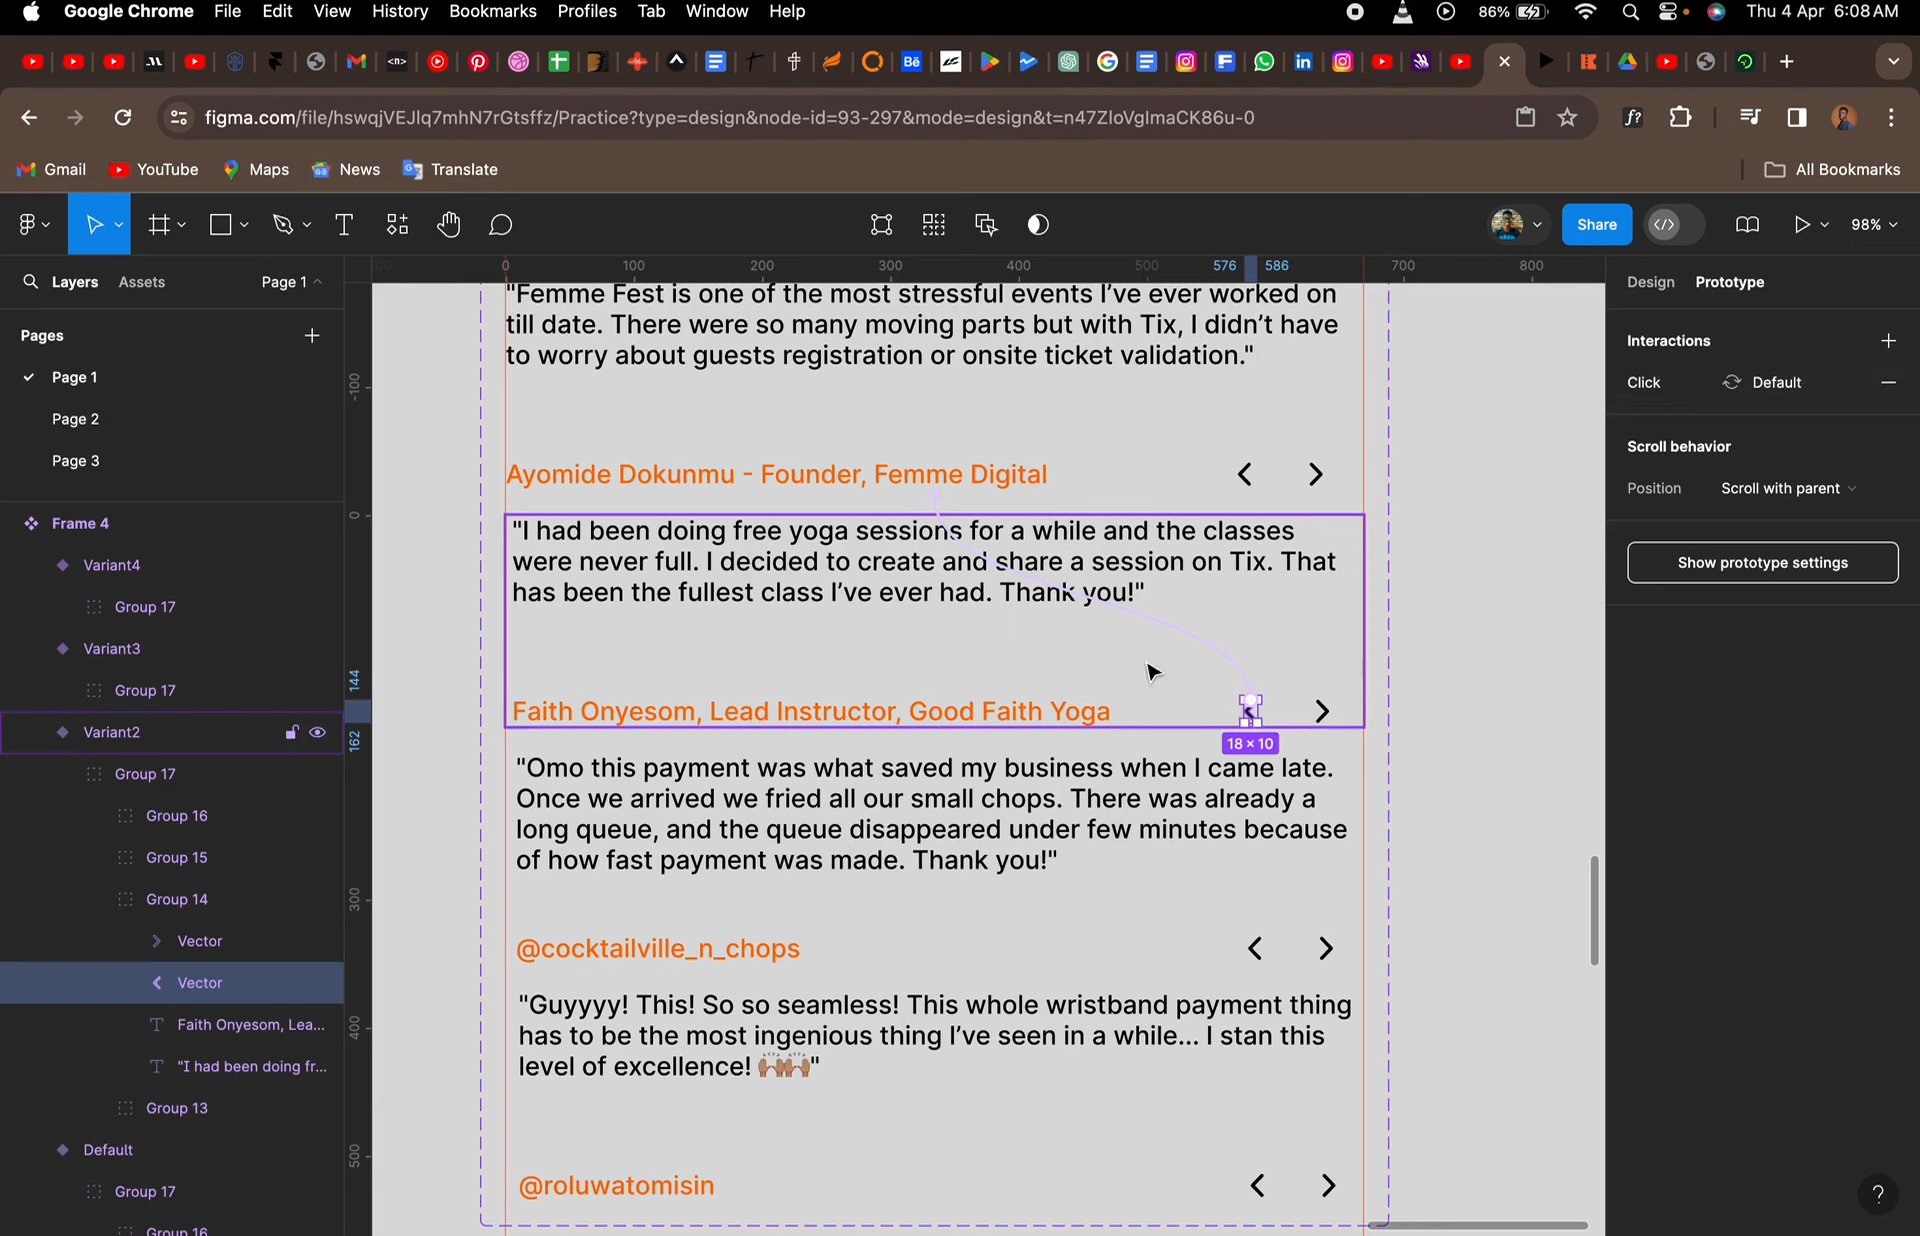 Google Chrome File Edit View History Bookmarks Profiles Tab Window Help 86% Thu 4 Apr 6:08 AM
figma.com/file/hswqjVEJlq7mhN7rGtsffz/Practice?type=design&node-id=93-297&mode=design&t=n47ZIoVgImaCK86u-0
Gmail YouTube Maps News Translate All Bookmarks
Share 98%
Layers Assets Page 1
Pages
Page 1
Page 2
Page 3
Frame 4
Variant4
Group 17
Variant3
Group 17
Variant2
Group 17
Group 16
Group 15
Group 14
Vector
Vector
Faith Onyesom, Lea...
"I had been doing fr...
Group 13
Default
Group 17
Group 16
0 100 200 300 400 500 576 586 700 800
-100
0
144
162
300
400
500
"Femme Fest is one of the most stressful events I've ever worked on
till date. There were so many moving parts but with Tix, I didn't have
to worry about guests registration or onsite ticket validation."
Ayomide Dokunmu - Founder, Femme Digital
"I had been doing free yoga sessions for a while and the classes
were never full. I decided to create and share a session on Tix. That
has been the fullest class I've ever had. Thank you!"
Faith Onyesom, Lead Instructor, Good Faith Yoga
18 × 10
"Omo this payment was what saved my business when I came late.
Once we arrived we fried all our small chops. There was already a
long queue, and the queue disappeared under few minutes because
of how fast payment was made. Thank you!"
@cocktailville_n_chops
"Guyyyy! This! So so seamless! This whole wristband payment thing
has to be the most ingenious thing I've seen in a while... I stan this
level of excellence! 🙌🏽🙌🏽"
@roluwatomisin
Design Prototype
Interactions
Click Default
Scroll behavior
Position Scroll with parent
Show prototype settings
?